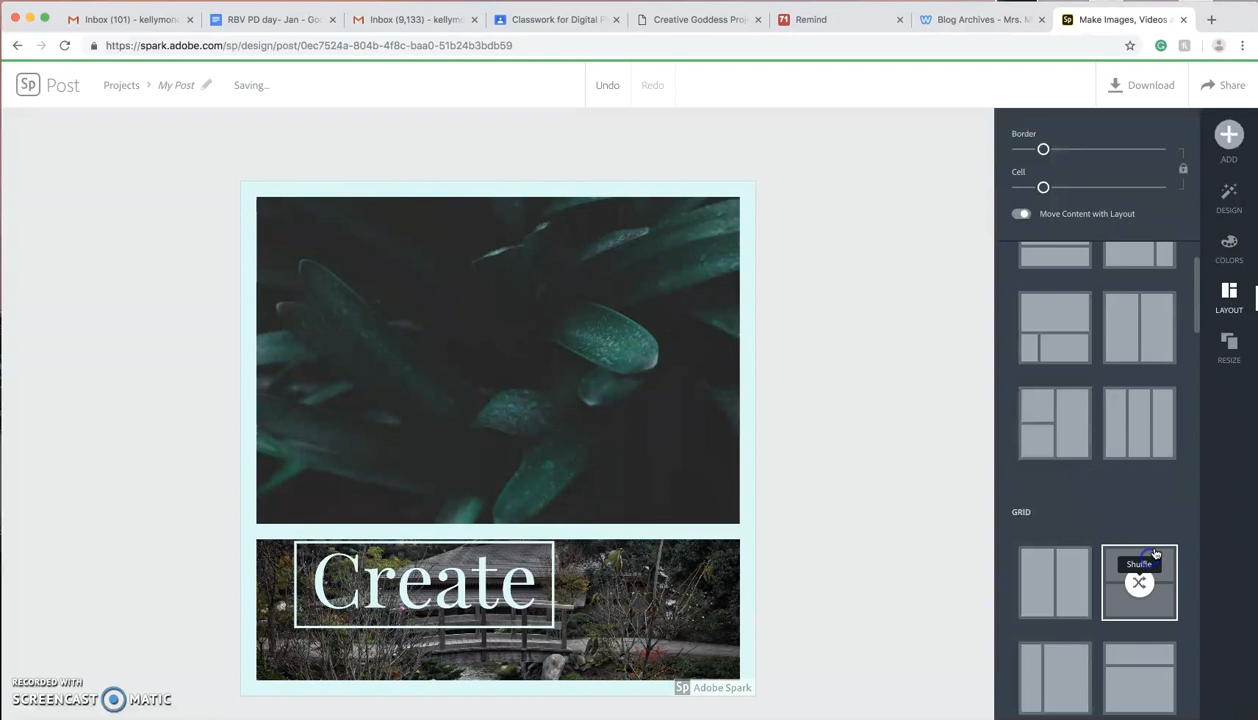 Inbox (101) - kellymond
RBV PD day- Jan - Goo
Inbox (9,133) - kellymo
Classwork for Digital P
Creative Goddess Proj
Remind
Blog Archives - Mrs. M
Make Images, Videos a
https://spark.adobe.com/sp/design/post/0ec7524a-804b-4f8c-baa0-51b24b3bdb59
Sp Post
Projects > My Post
Saving...
Undo
Redo
Download
Share
Border
Cell
Move Content with Layout
ADD
DESIGN
COLORS
LAYOUT
RESIZE
GRID
Shuffle
Create
Sp Adobe Spark
RECORDED WITH
SCREENCAST MATIC